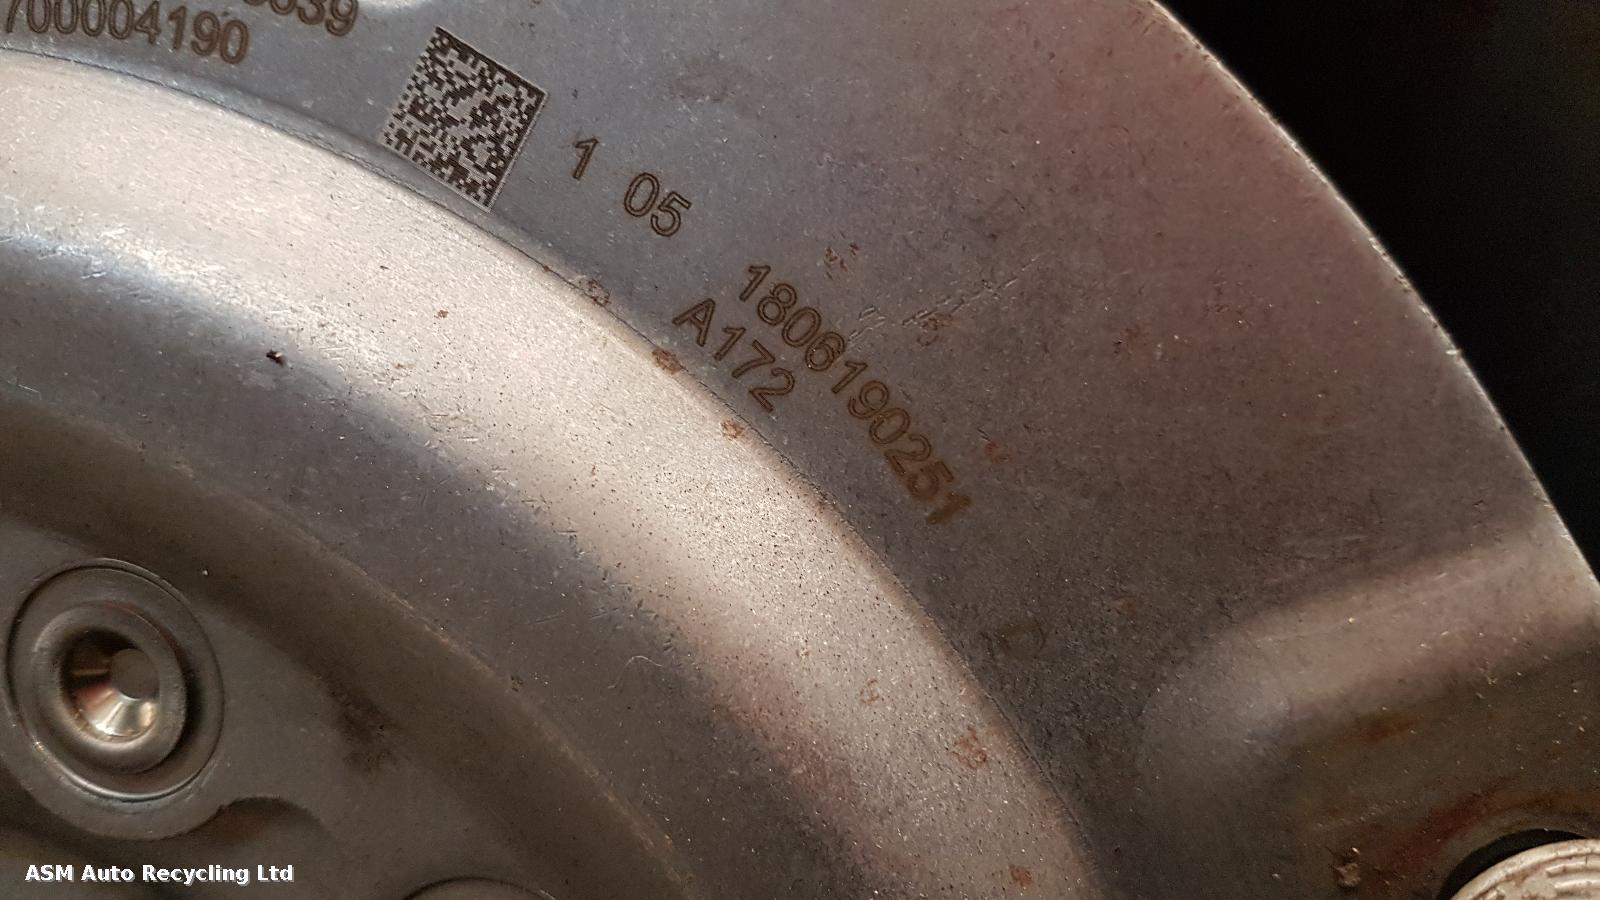 700004190
1 05
1806190251
A172
ASM Auto Recycling Ltd